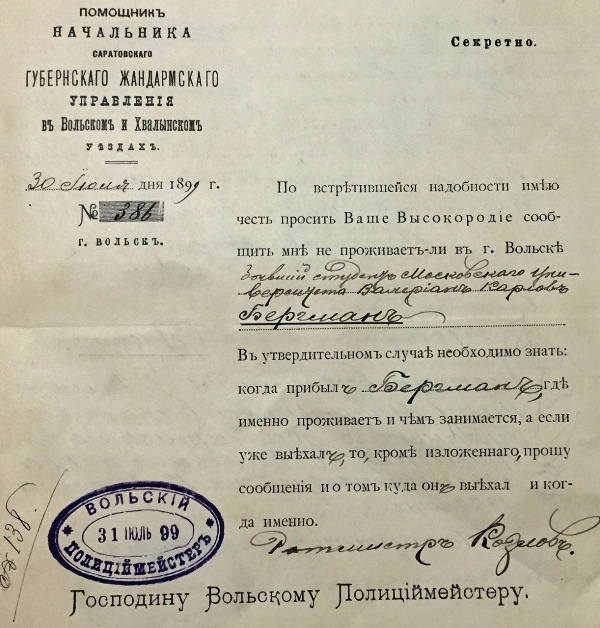 ПОМОЩНИКЪ
НАЧАЛЬНИКА
САРАТОВСКАГО
ГУБЕРНСКАГО ЖАНДАРМСКАГО
УПРАВЛЕНІЯ
въ Вольскомъ и Хвалынскомъ
УѢЗДАХЪ.
30 Іюля дня 1899 г.
№ 386
г. ВОЛЬСКЪ.
Секретно.
По встрѣтившейся надобности имѣю
честь просить Ваше Высокородіе сооб-
щить мнѣ не проживаетъ-ли въ г. Вольскѣ
бывшій студентъ Московскаго Уни-
верситета Валеріанъ Карловъ
Бергманъ
Въ утвердительномъ случаѣ необходимо знать:
когда прибылъ Бергманъ, гдѣ
именно проживаетъ и чѣмъ занимается, а если
уже выѣхалъ, то, кромѣ изложеннаго, прошу
сообщенія и о томъ куда онъ выѣхал и ког-
да именно.
Ротмистръ Козловъ.
ВОЛЬСКІЙ
31 ІЮЛЬ 99
ПОЛИЦІЙМЕЙСТЕРЪ
Господину Вольскому Полиціймейстеру.